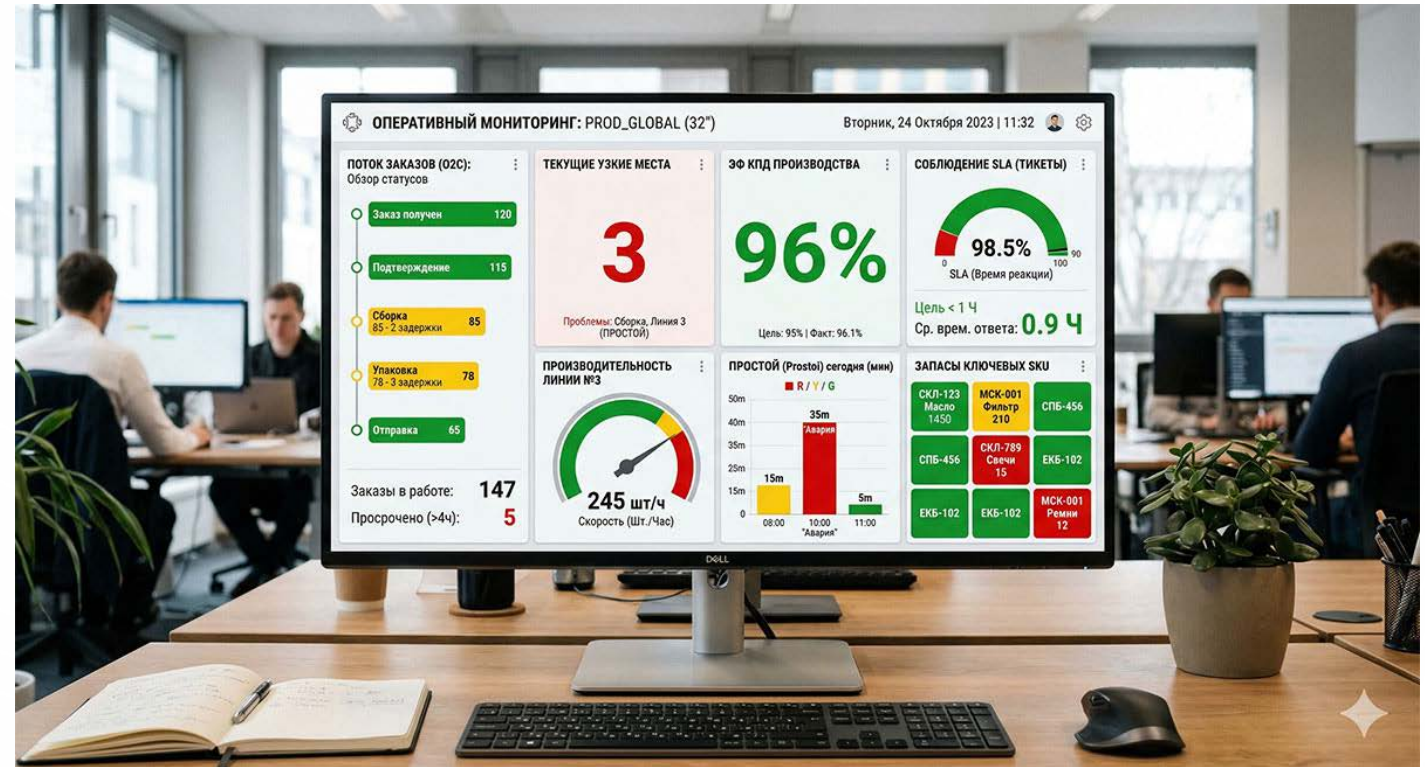 ОПЕРАТИВНЫЙ МОНИТОРИНГ: PROD_GLOBAL (32")
Вторник, 24 Октября 2023 | 11:32
ПОТОК ЗАКАЗОВ (O2C):
Обзор статусов
Заказ получен 120
Подтверждение 115
Сборка
85 - 2 задержки 85
Упаковка
78 - 3 задержки 78
Отправка 65
Заказы в работе: 147
Просрочено (>4ч): 5
ТЕКУЩИЕ УЗКИЕ МЕСТА
3
Проблемы: Сборка, Линия 3
(ПРОСТОЙ)
ЭФ КПД ПРОИЗВОДСТВА
96%
Цель: 95% | Факт: 96.1%
СОБЛЮДЕНИЕ SLA (ТИКЕТЫ)
98.5%
0 100 90
SLA (Время реакции)
Цель < 1 Ч
Ср. врем. ответа: 0.9 Ч
ПРОИЗВОДИТЕЛЬНОСТЬ
ЛИНИИ №3
245 шт/ч
Скорость (Шт./Час)
ПРОСТОЙ (Prostoi) сегодня (мин)
R / Y / G
50m
40m
35m
25m
15m
0
15m
35m
"Авария
5m
08:00 10:00 11:00
"Авария"
ЗАПАСЫ КЛЮЧЕВЫХ SKU
СКЛ-123
Масло
1450
МСК-001
Фильтр
210
СПБ-456
СПБ-456
СКЛ-789
Свечи
15
ЕКБ-102
ЕКБ-102
ЕКБ-102
МСК-001
Ремни
12
DELL